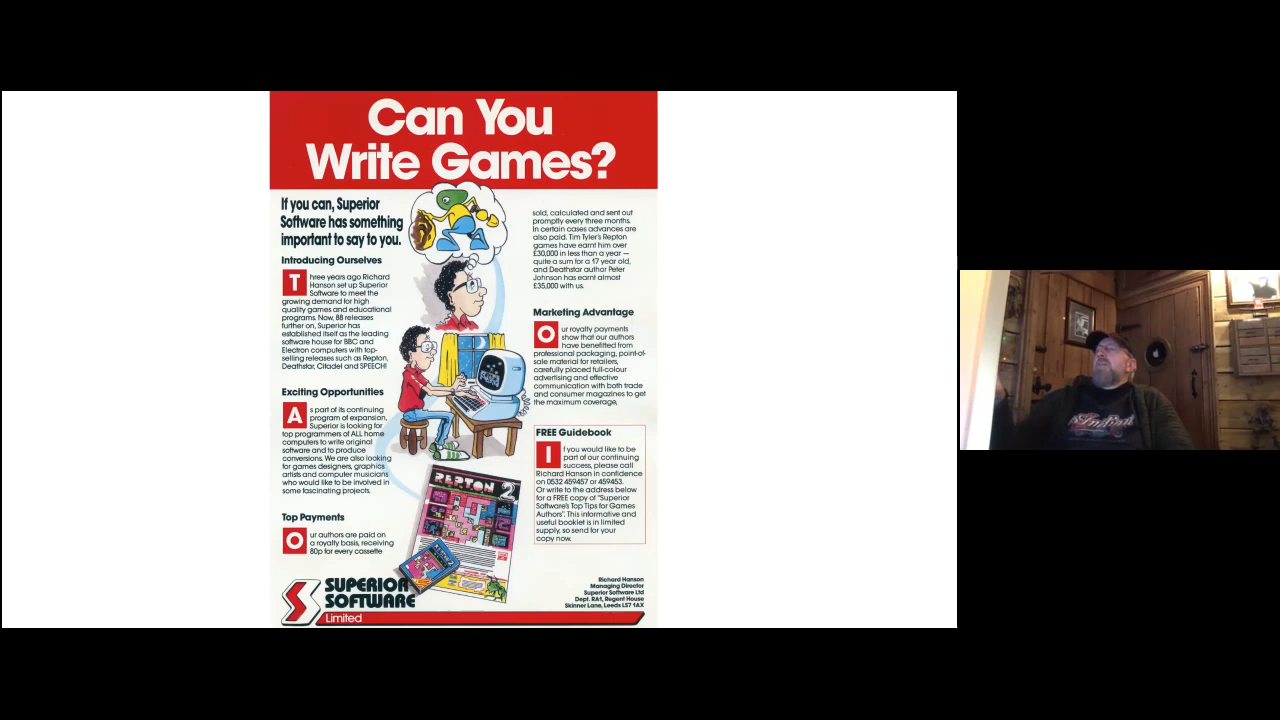 Can You
Write Games?
If you can, Superior
Software has something
important to say to you.
Introducing Ourselves
Three years ago Richard
Hanson set up Superior
Software to meet the
growing demand for high
quality games and educational
programs. Now, 88 releases
further on, Superior has
established itself as the leading
software house for BBC and
Electron computers with top-
selling releases such as Repton,
Deathstar, Citadel and SPEECH!
Exciting Opportunities
As part of its continuing
program of expansion,
Superior is looking for
top programmers of ALL home
computers to write original
software and to produce
conversions. We are also looking
for games designers, graphics
artists and computer musicians
who would like to be involved in
some fascinating projects.
Top Payments
Our authors are paid on
a royalty basis, receiving
80p for every cassette
sold, calculated and sent out
promptly every three months.
In certain cases advances are
also paid. Tim Tyler's Repton
games have earnt him over
£30,000 in less than a year —
quite a sum for a 17 year old,
and Deathstar author Peter
Johnson has earnt almost
£35,000 with us.
Marketing Advantage
Our royalty payments
show that our authors
have benefitted from
professional packaging, point-of-
sale material for retailers,
carefully placed full-colour
advertising and effective
communication with both trade
and consumer magazines to get
the maximum coverage,
FREE Guidebook
If you would like to be
part of our continuing
success, please call
Richard Hanson in confidence
on 0532 459457 or 459453.
Or write to the address below
for a FREE copy of "Superior
Software's Top Tips for Games
Authors". This informative and
useful booklet is in limited
supply, so send for your
copy now.
REPTON 2
SUPERIOR
SOFTWARE
Limited
Richard Hanson
Managing Director
Superior Software Ltd
Dept. RA1, Regent House
Skinner Lane, Leeds LS7 1AX